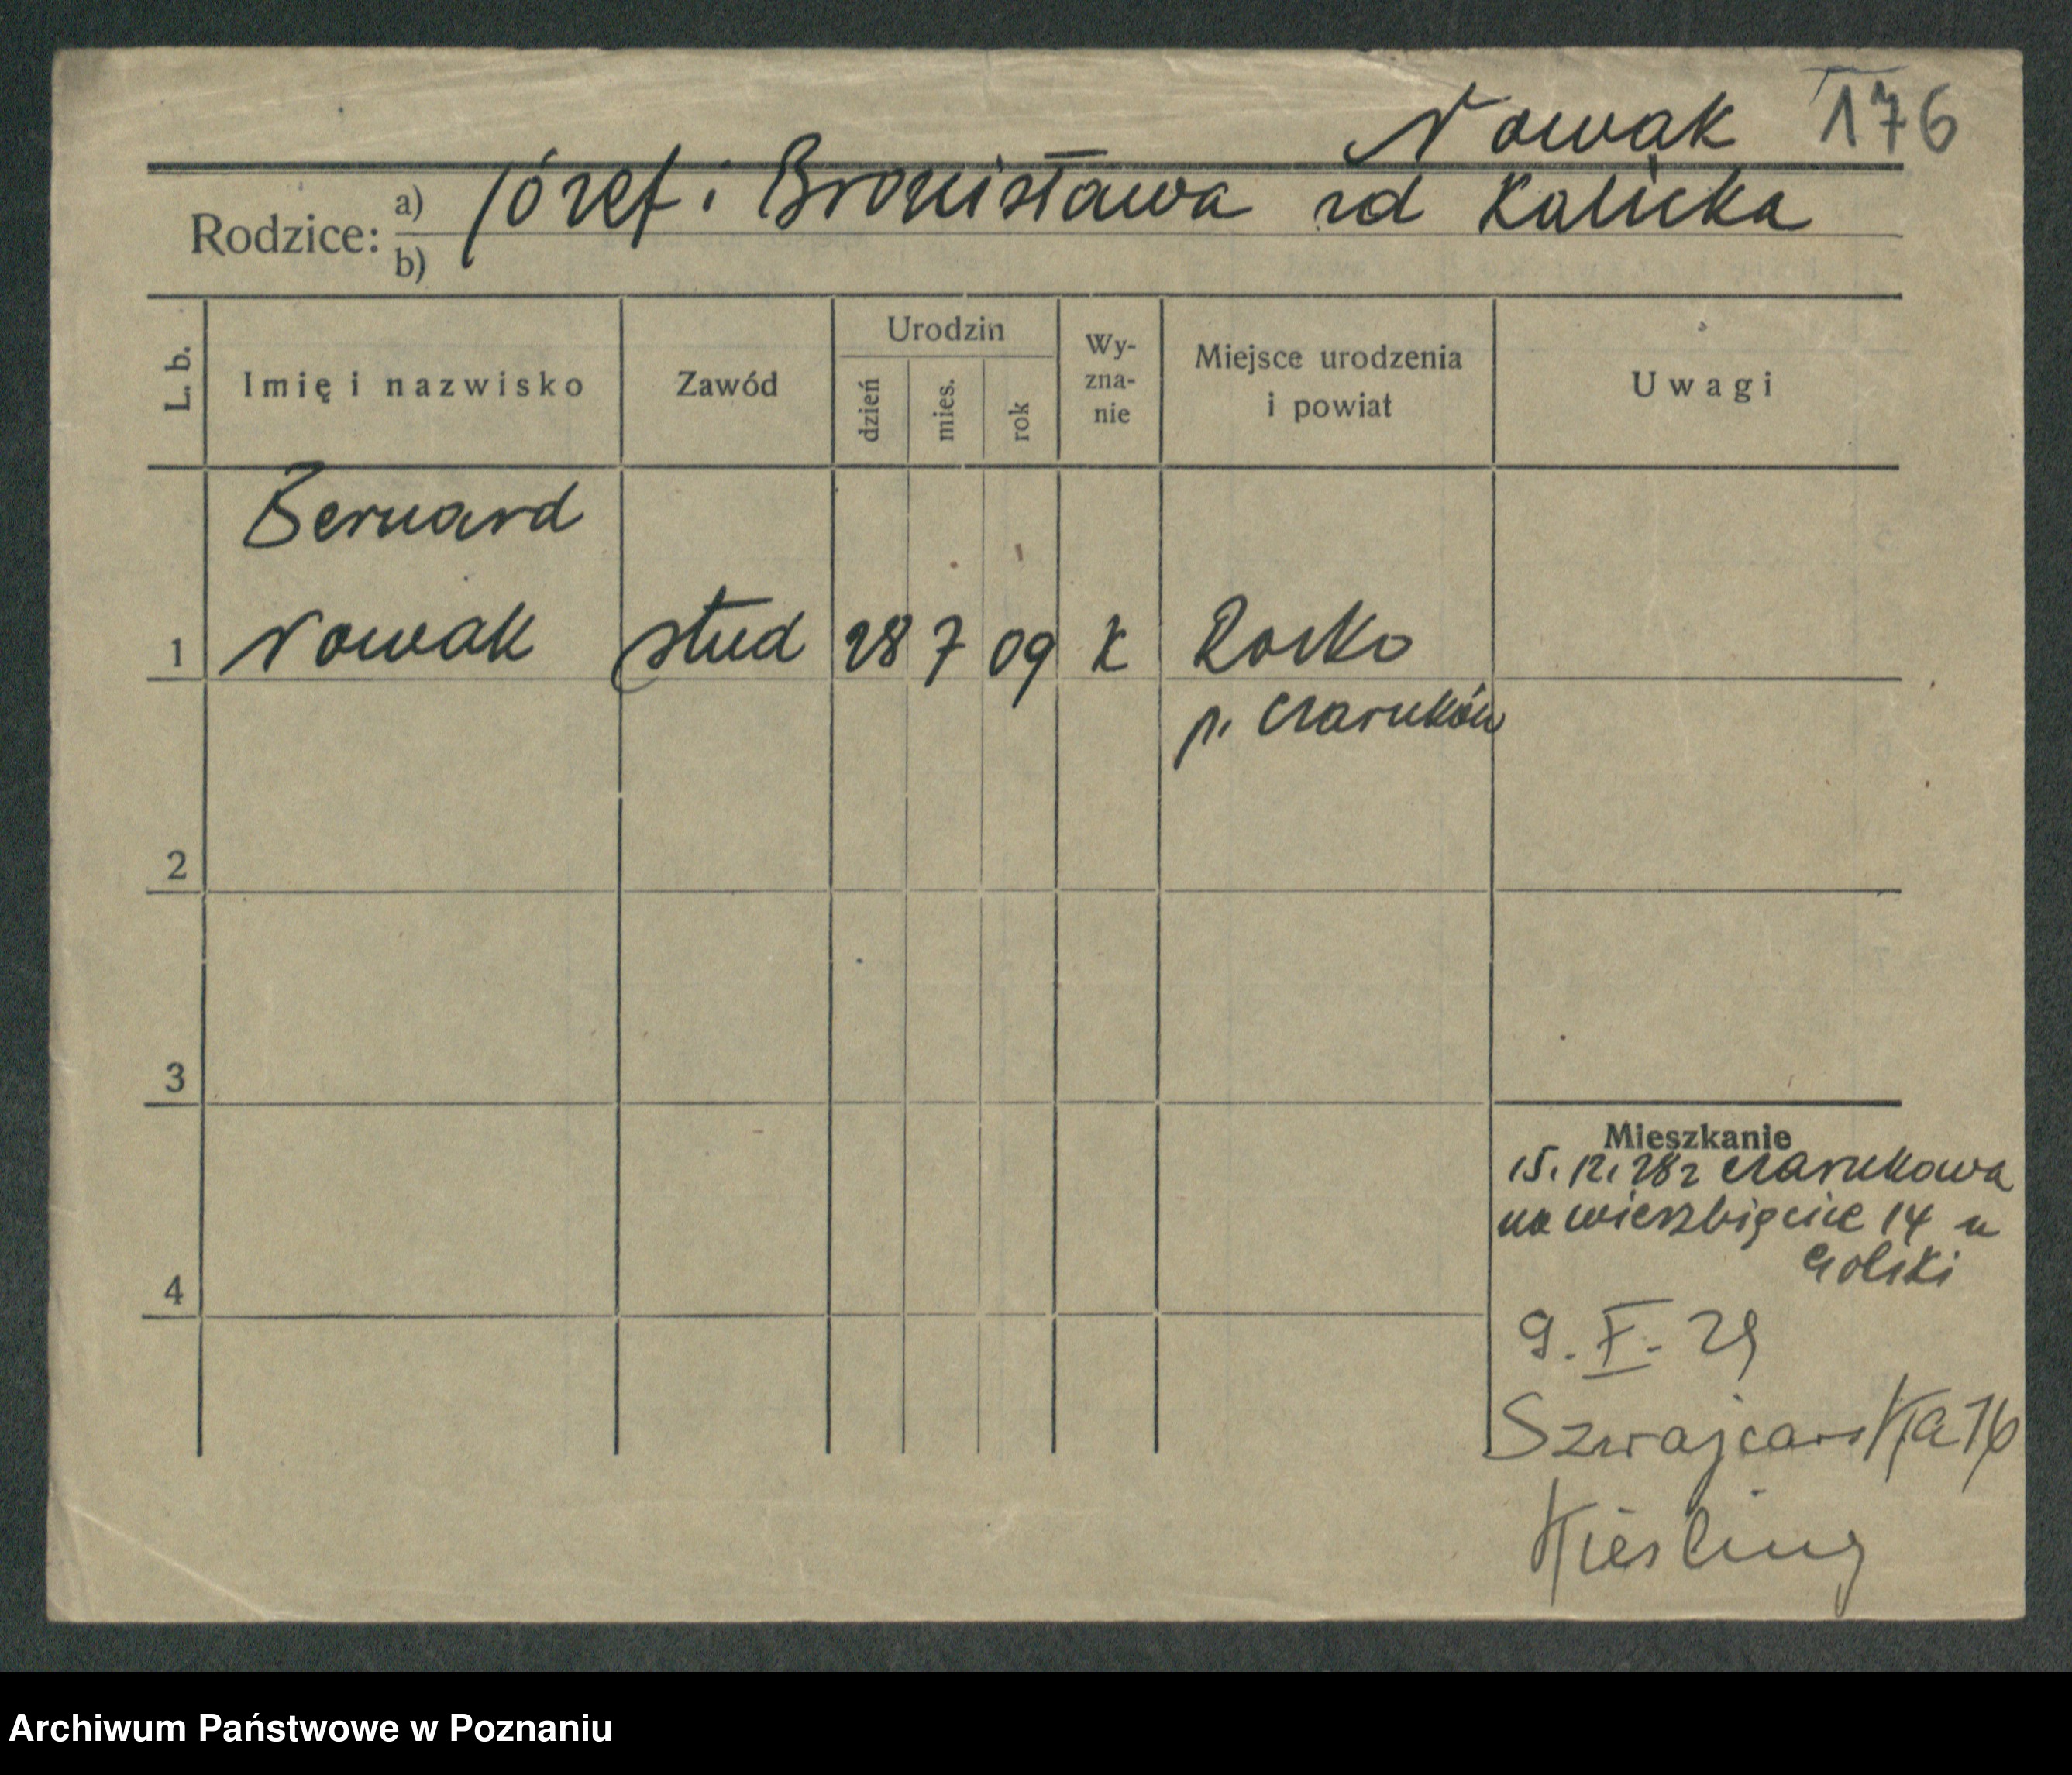 Nowak 176
Rodzice: a) Józef i Bronisława zd Kalicka
b)
L. b. Imię i nazwisko Zawód Urodzin dzień mies. rok Wy-zna-nie Miejsce urodzenia i powiat Uwagi
Bernard
1 Nowak stud 28 7 09 K Rosko
p. Czarnków
2
3
Mieszkanie
15.12.28 z Czarnkowa
na Wierzbięcice 14 u
4 Golski
9. X. 29
Szwajcarska 16
Kiesling
Archiwum Państwowe w Poznaniu